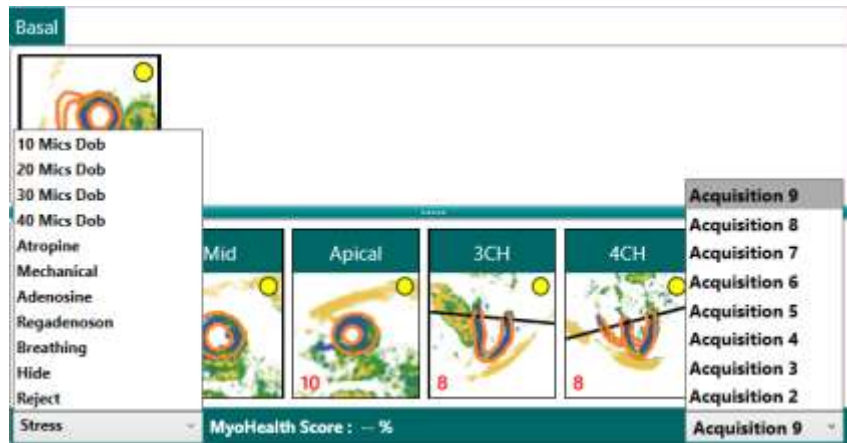 Basal
10 Mics Dob
20 Mics Dob
30 Mics Dob
40 Mics Dob
Atropine
Mechanical
Adenosine
Regadenoson
Breathing
Hide
Reject
Stress
Mid
Apical
3CH
4CH
10
8
8
MyoHealth Score : -- %
Acquisition 9
Acquisition 8
Acquisition 7
Acquisition 6
Acquisition 5
Acquisition 4
Acquisition 3
Acquisition 2
Acquisition 9